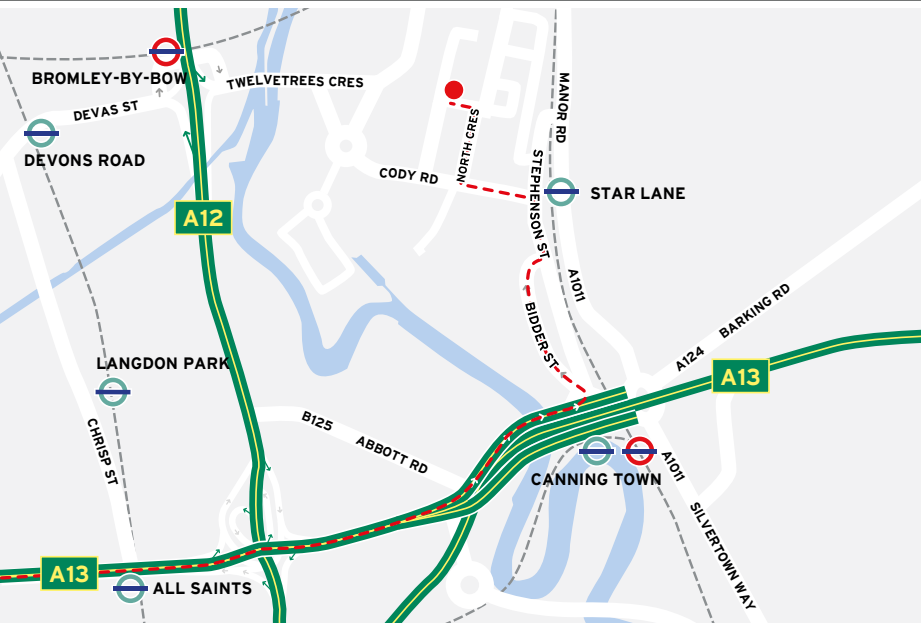 BROMLEY-BY-BOW
TWELVETREES CRES
DEVAS ST
DEVONS ROAD
MANOR RD
NORTH CRES
CODY RD
STEPHENSON ST
STAR LANE
A12
A1011
BIDDER ST
BARKING RD
A124
A13
LANGDON PARK
CHRISP ST
B125
ABBOTT RD
CANNING TOWN
A1011
SILVERTOWN WAY
A13
ALL SAINTS